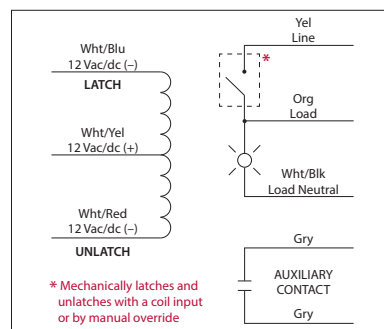 Wht/Blu
12 Vac/dc (–)
LATCH
Wht/Yel
12 Vac/dc (+)
Wht/Red
12 Vac/dc (–)
UNLATCH
* Mechanically latches and
unlatches with a coil input
or by manual override
Yel
Line
*
Org
Load
Wht/Blk
Load Neutral
Gry
AUXILIARY
CONTACT
Gry